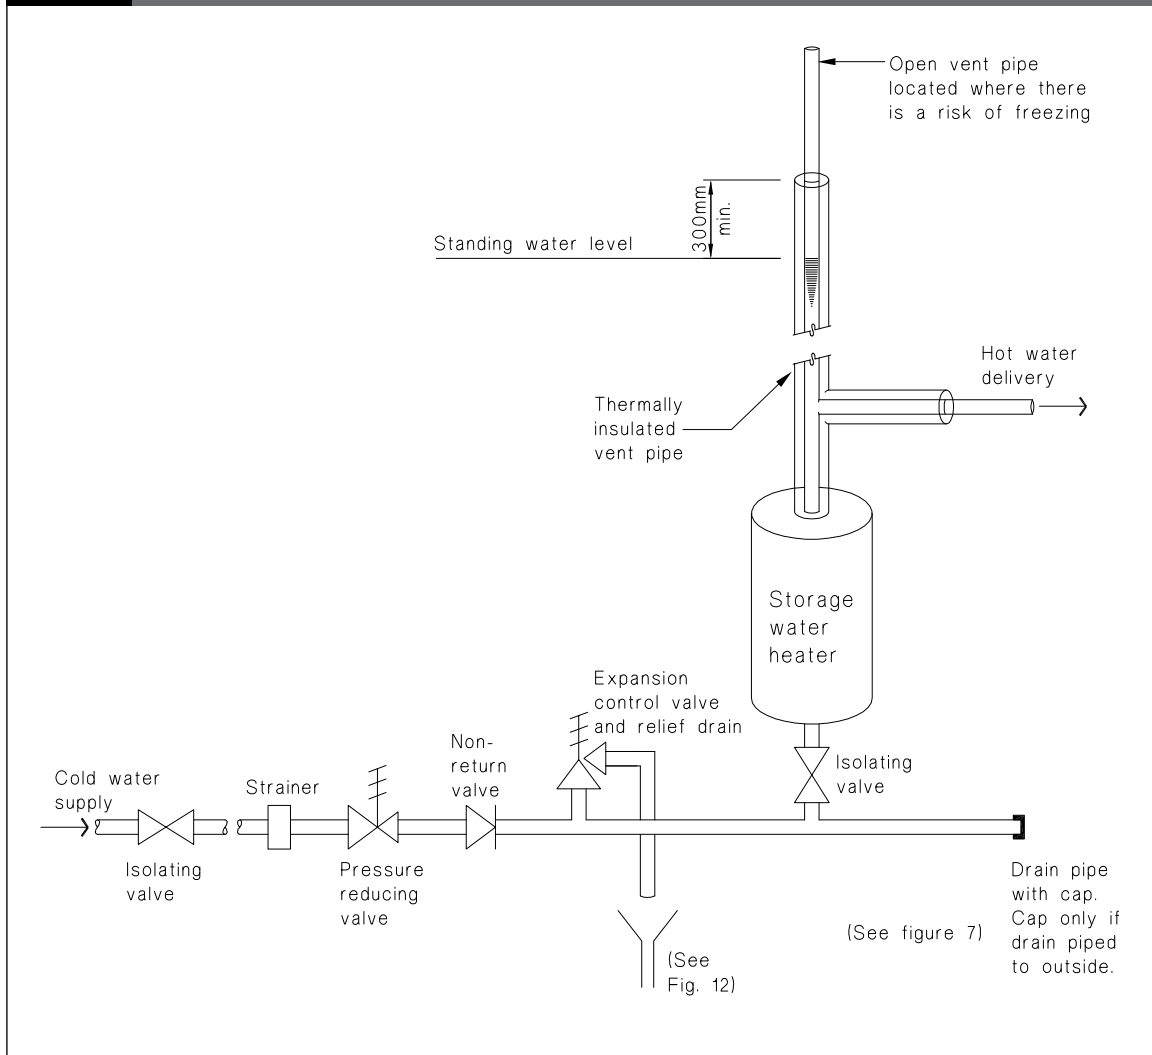 Open vent pipe
located where there
is a risk of freezing
300mm
min.
Standing water level
Hot water
delivery
Thermally
insulated
vent pipe
Storage
water
heater
Expansion
control valve
and relief drain
Non-
return
valve
Isolating
valve
Cold water
supply
Strainer
Isolating
valve
Pressure
reducing
valve
Drain pipe
with cap.
Cap only if
drain piped
to outside.
(See figure 7)
(See
Fig. 12)